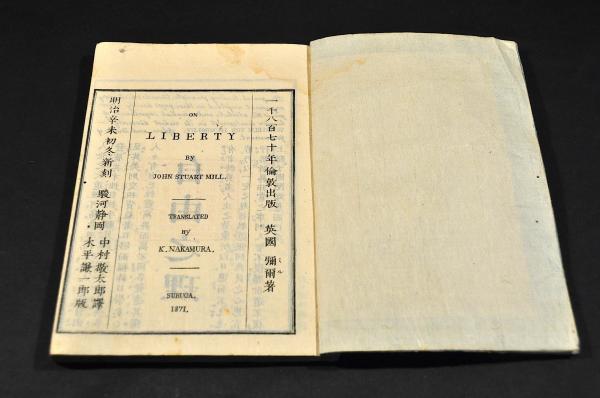 一千八百七十年倫敦出版 英國 彌爾著
ミル
ON
LIBERTY
BY
JOHN STUART MILL.
TRANSLATED
BY
K. NAKAMURA.
SURUGA.
1871.
明治辛未初冬新刻 駿河静岡 中村敬太郎譯
木平謙一郎版